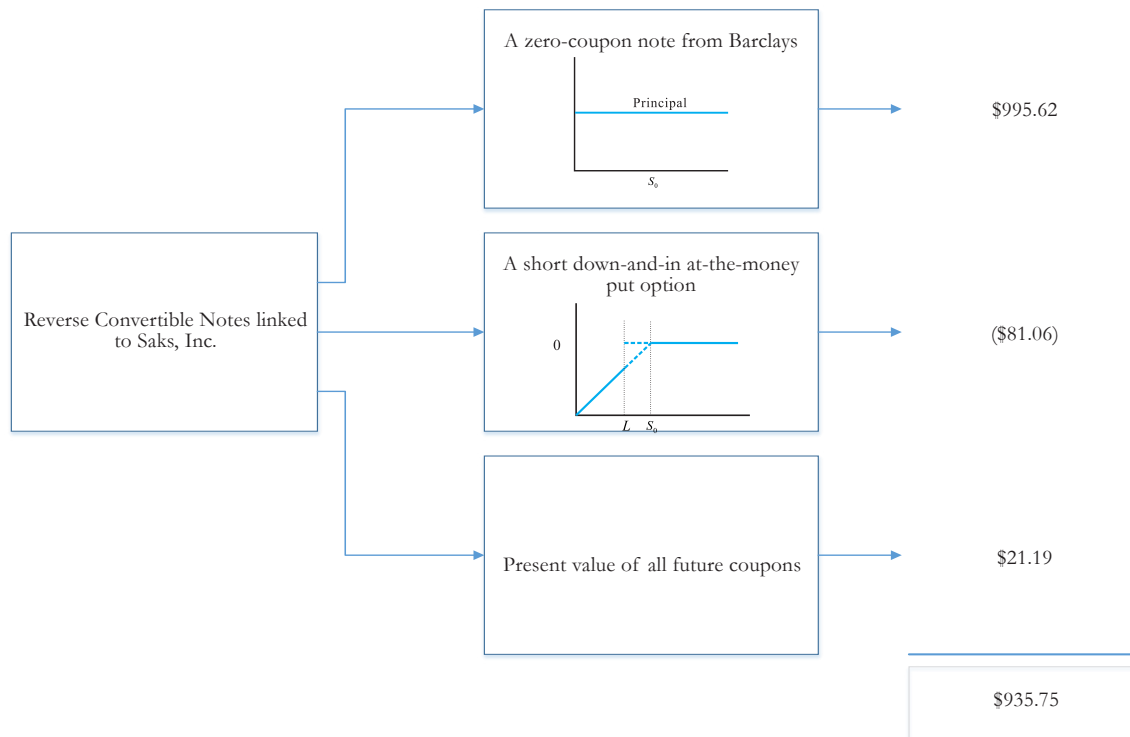 A zero-coupon note from Barclays
Principal
S₀
$995.62
Reverse Convertible Notes linked
to Saks, Inc.
A short down-and-in at-the-money
put option
0
L S₀
($81.06)
Present value of all future coupons
$21.19
$935.75